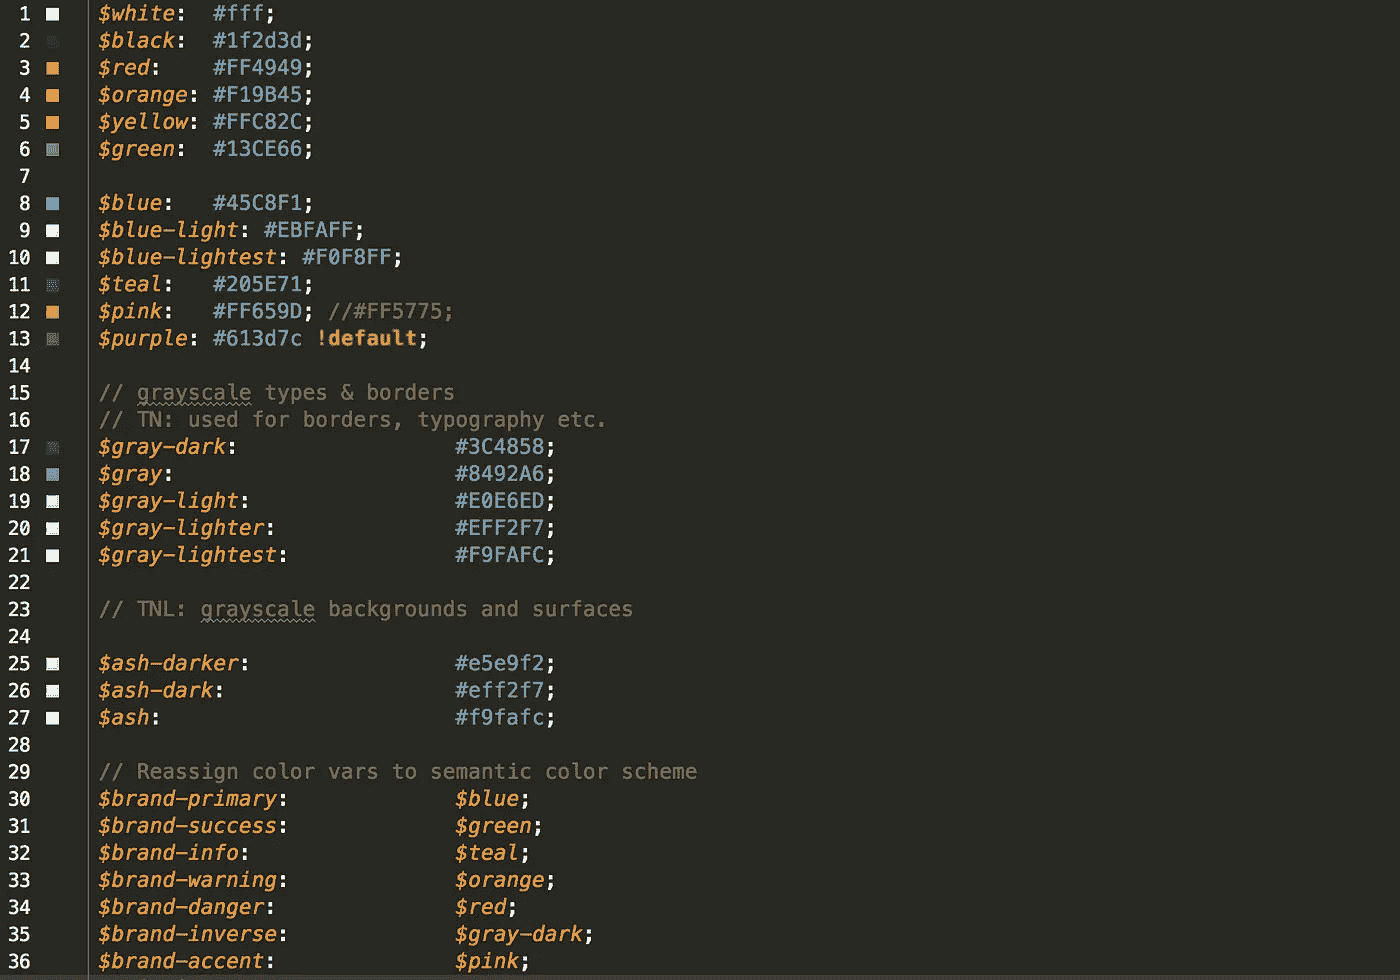 1 $white: #fff;
2 $black: #1f2d3d;
3 $red: #FF4949;
4 $orange: #F19B45;
5 $yellow: #FFC82C;
6 $green: #13CE66;
7
8 $blue: #45C8F1;
9 $blue-light: #EBFAFF;
10 $blue-lightest: #F0F8FF;
11 $teal: #205E71;
12 $pink: #FF659D; //#FF5775;
13 $purple: #613d7c !default;
14
15 // grayscale types & borders
16 // TN: used for borders, typography etc.
17 $gray-dark: #3C4858;
18 $gray: #8492A6;
19 $gray-light: #E0E6ED;
20 $gray-lighter: #EFF2F7;
21 $gray-lightest: #F9FAFC;
22
23 // TNL: grayscale backgrounds and surfaces
24
25 $ash-darker: #e5e9f2;
26 $ash-dark: #eff2f7;
27 $ash: #f9fafc;
28
29 // Reassign color vars to semantic color scheme
30 $brand-primary: $blue;
31 $brand-success: $green;
32 $brand-info: $teal;
33 $brand-warning: $orange;
34 $brand-danger: $red;
35 $brand-inverse: $gray-dark;
36 $brand-accent: $pink;